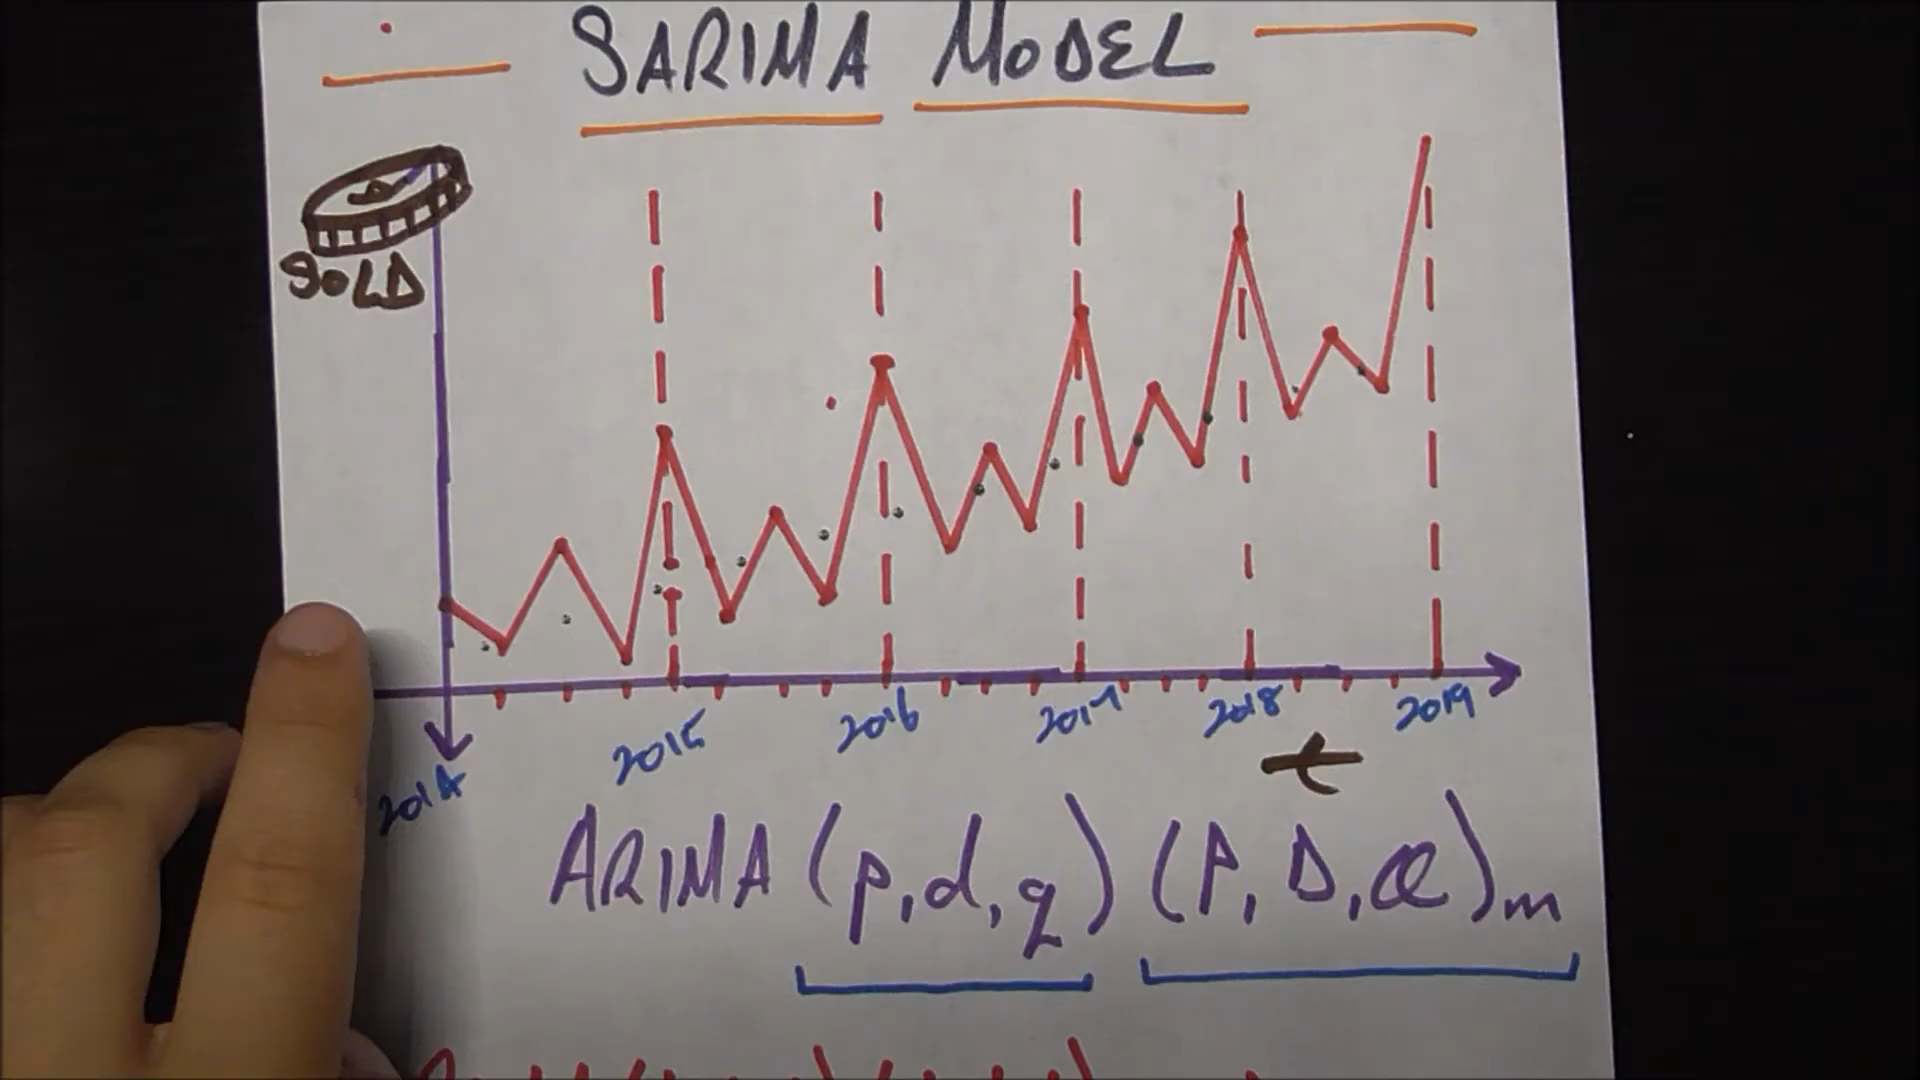 SARIMA MODEL
SOLD
2014 2015 2016 2017 2018 2019
t
ARIMA (p,d,q) (P,D,Q)m